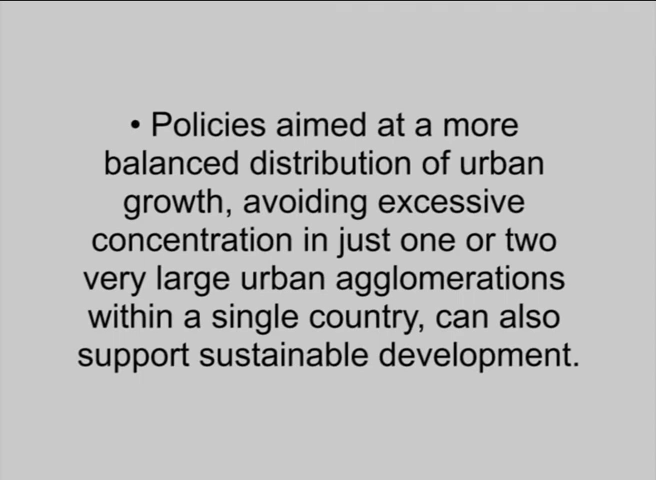 • Policies aimed at a more
balanced distribution of urban
growth, avoiding excessive
concentration in just one or two
very large urban agglomerations
within a single country, can also
support sustainable development.